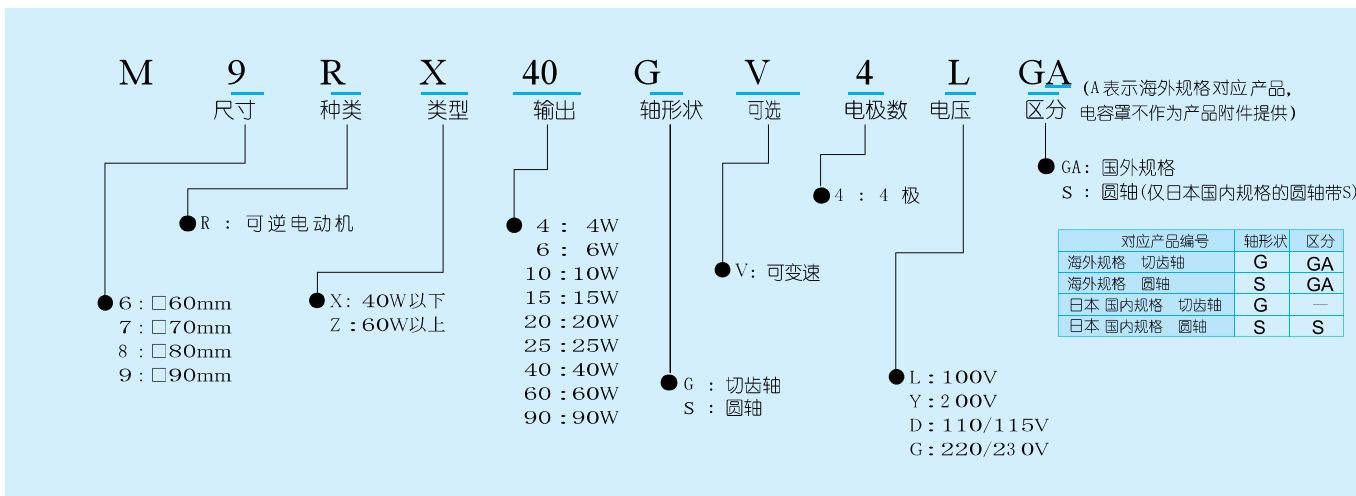 M 9 R X 40 G V 4 L GA
(A表示海外规格对应产品,
电容罩不作为产品附件提供)
尺寸 种类 类型 输出 轴形状 可选 电极数 电压 区分
GA: 国外规格
S : 圆轴(仅日本国内规格的圆轴带S)
4 : 4 极
R : 可逆电动机
4 : 4W
6 : 6W
10 : 10W
15 : 15W
20 : 20W
25 : 25W
40 : 40W
60 : 60W
90 : 90W
V: 可变速
6 : □60mm
7 : □70mm
8 : □80mm
9 : □90mm
X: 40W以下
Z : 60W以上
G : 切齿轴
S : 圆轴
L : 100V
Y : 200V
D : 110/115V
G : 220/230V
对应产品编号 轴形状 区分
海外规格 切齿轴 G GA
海外规格 圆轴 S GA
日本 国内规格 切齿轴 G —
日本 国内规格 圆轴 S S